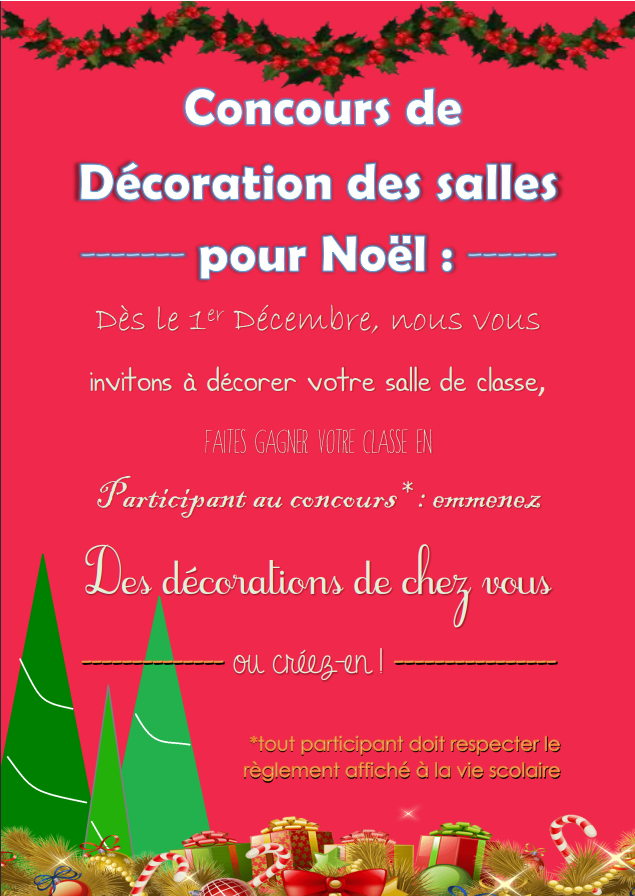 Concours de
Décoration des salles
------- pour Noël : ------
Dès le 1er Décembre, nous vous
invitons à décorer votre salle de classe,
FAITES GAGNER VOTRE CLASSE EN
Participant au concours* : emmenez
Des décorations de chez vous
-------------- ou créez-en ! ----------------
*tout participant doit respecter le
règlement affiché à la vie scolaire